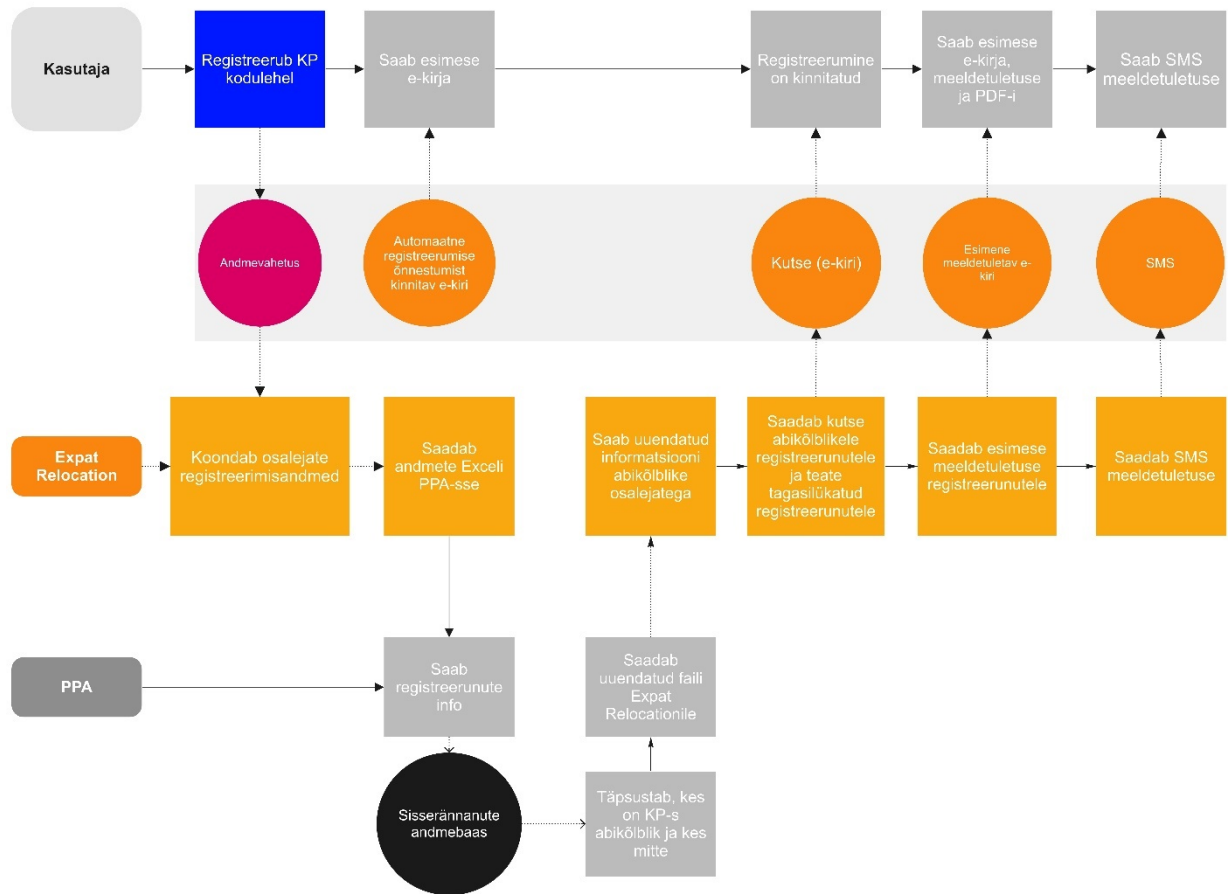 Kasutaja
Registreerub KP
kodulehel
Saab esimese
e-kirja
Registreerumine
on kinnitatud
Saab esimese
e-kirja,
meeldetuletuse
ja PDF-i
Saab SMS
meeldetuletuse
Andmevahetus
Automaatne
registreerumise
õnnestumist
kinnitav e-kiri
Kutse (e-kiri)
Esimene
meeldetuletav e-
kiri
SMS
Expat
Relocation
Koondab osalejate
registreerimisandmed
Saadab
andmete Exceli
PPA-sse
Saab uuendatud
informatsiooni
abikõlblike
osalejatega
Saadab kutse
abikõlblikele
registreerunutele
ja teate
tagasilükatud
registreerunutele
Saadab esimese
meeldetuletuse
registreerunutele
Saadab SMS
meeldetuletuse
PPA
Saab
registreerunute
info
Saadab
uuendatud faili
Expat
Relocationile
Sisserännanute
andmebaas
Täpsustab, kes
on KP-s
abikõlblik ja kes
mitte